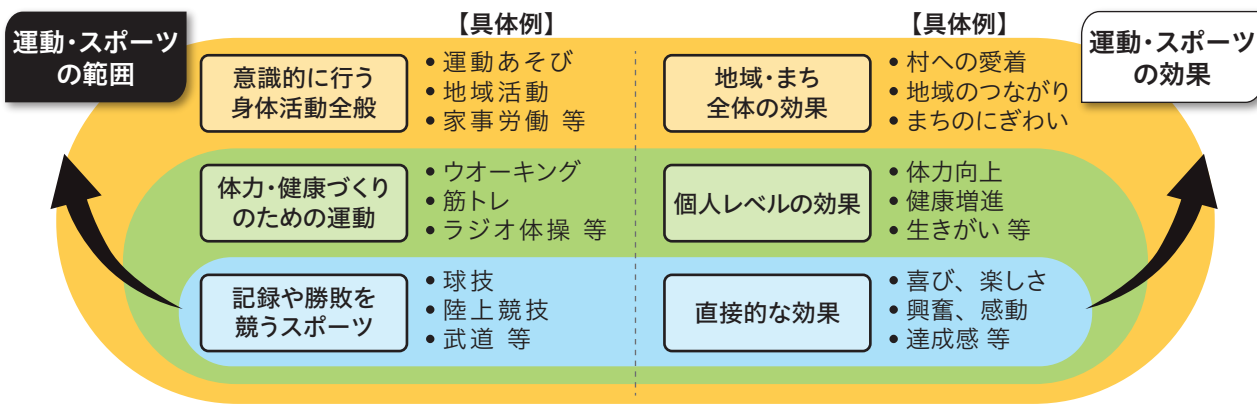 運動・スポーツ
の範囲
【具体例】
【具体例】
運動・スポーツ
の効果
意識的に行う
身体活動全般
• 運動あそび
• 地域活動
• 家事労働 等
地域・まち
全体の効果
• 村への愛着
• 地域のつながり
• まちのにぎわい
体力・健康づくり
のための運動
• ウオーキング
• 筋トレ
• ラジオ体操 等
個人レベルの効果
• 体力向上
• 健康増進
• 生きがい 等
記録や勝敗を
競うスポーツ
• 球技
• 陸上競技
• 武道 等
直接的な効果
• 喜び、楽しさ
• 興奮、感動
• 達成感 等